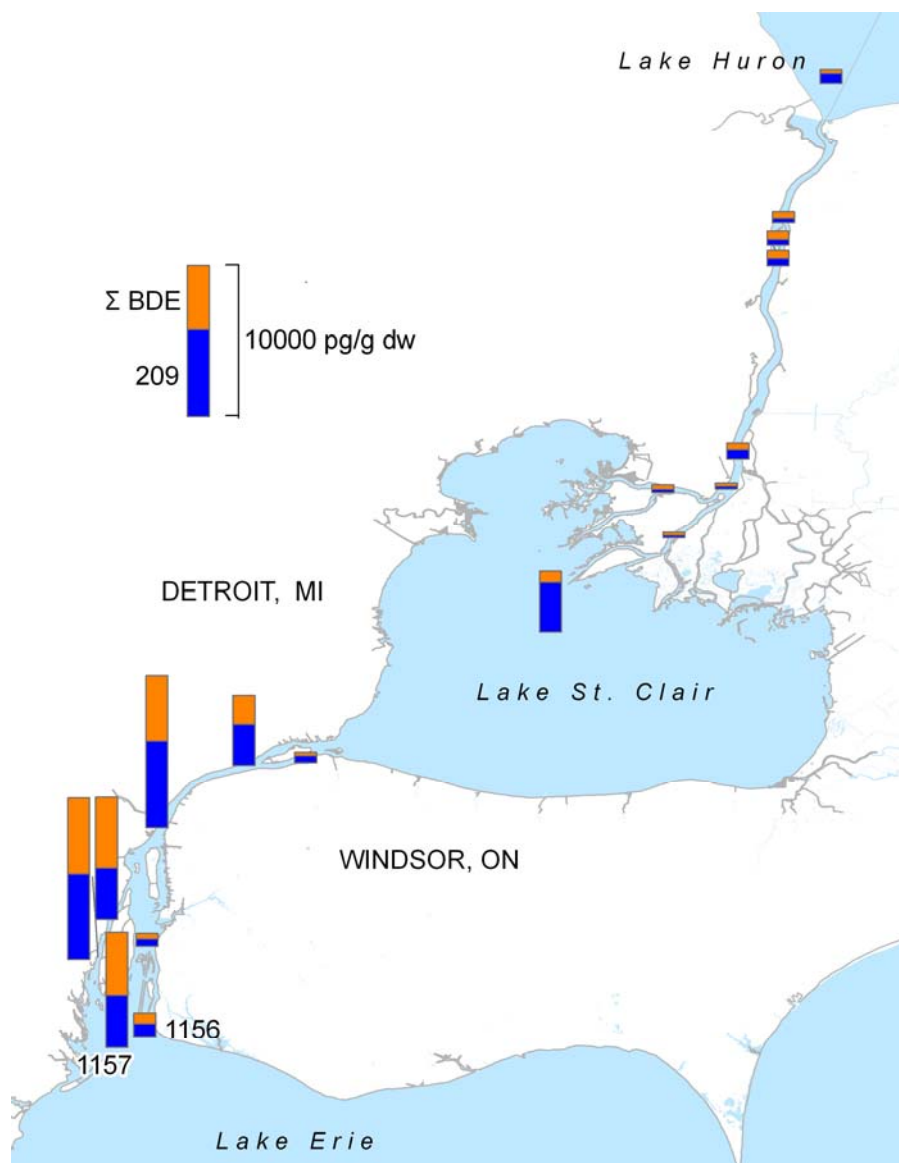 Lake Huron
Σ BDE
10000 pg/g dw
209
DETROIT, MI
Lake St. Clair
WINDSOR, ON
1156
1157
Lake Erie